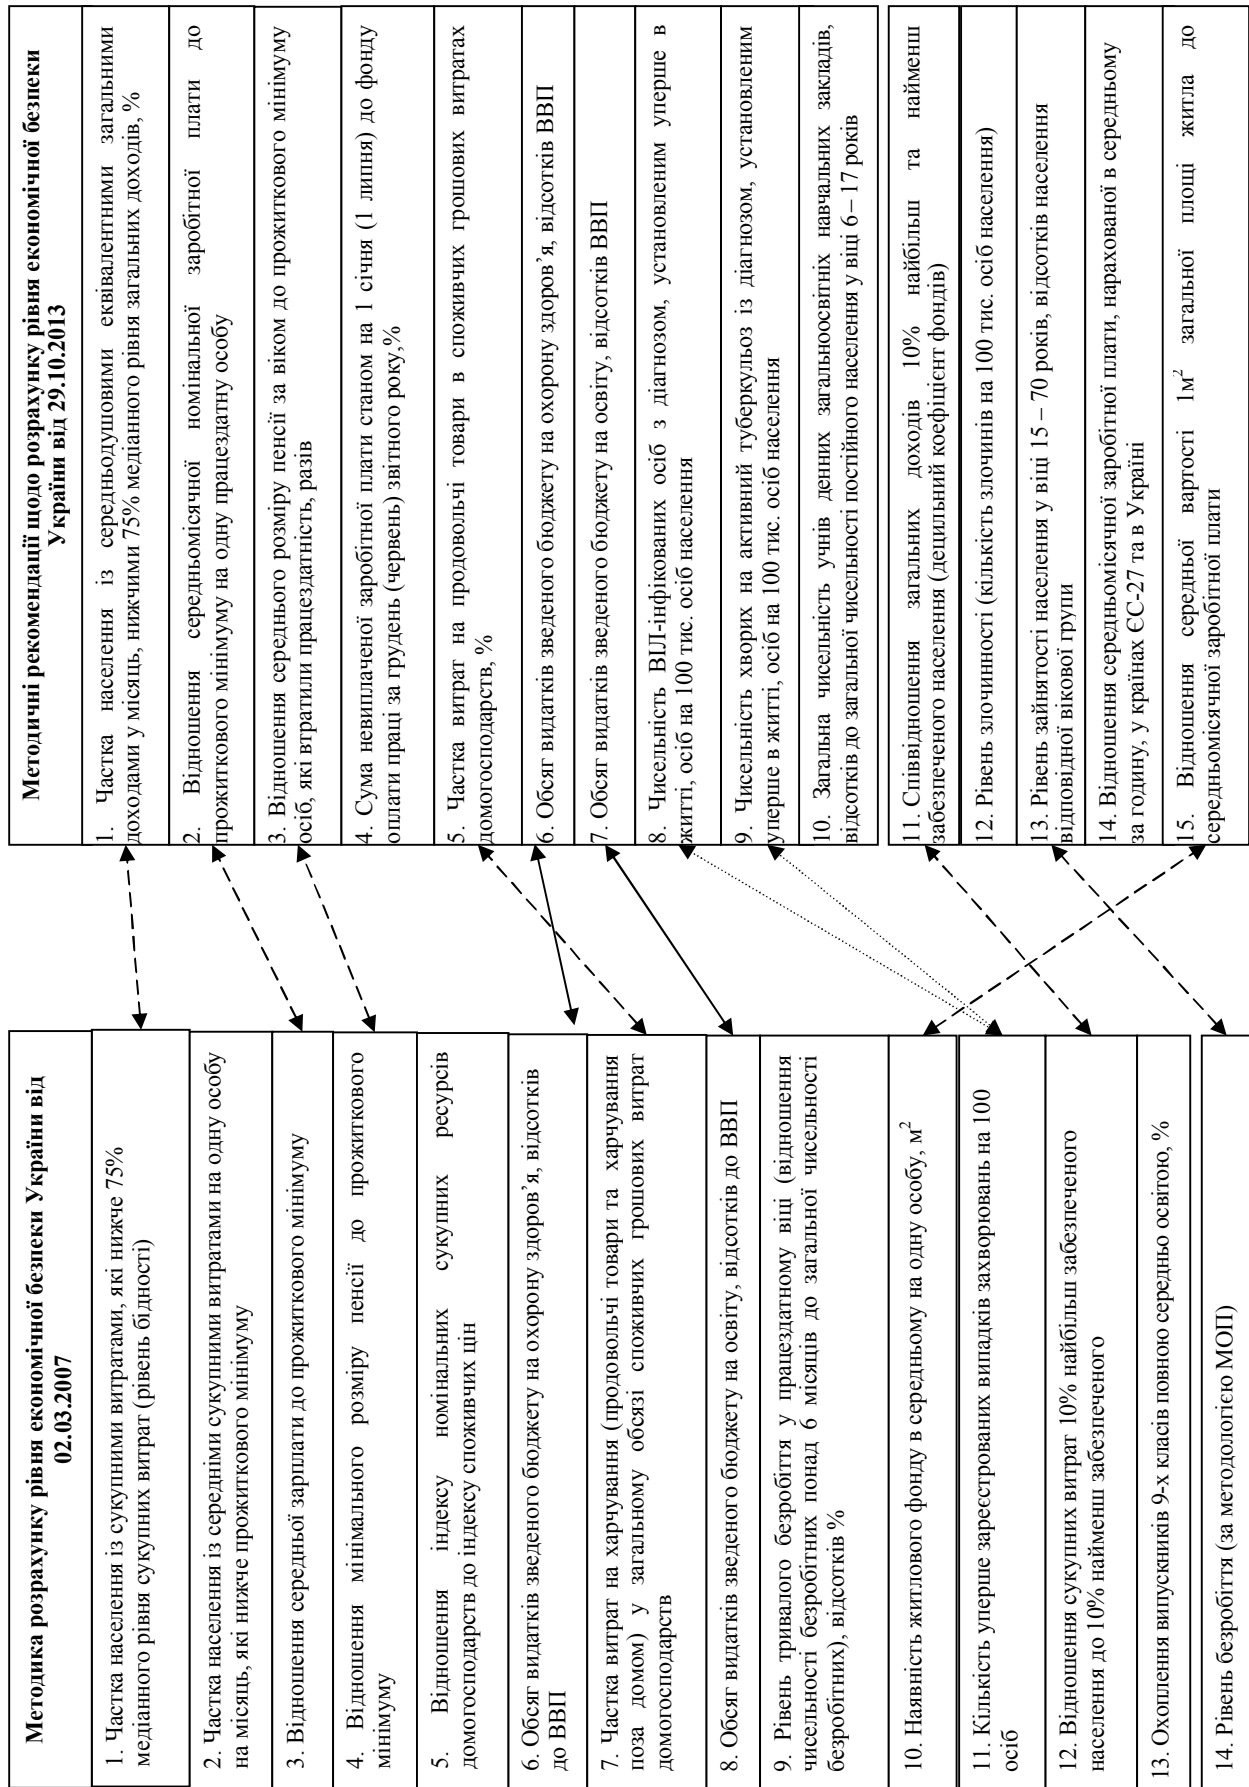 Методика розрахунку рівня економічної безпеки України від
02.03.2007
1. Частка населення із сукупними витратами, які нижче 75%
медіанного рівня сукупних витрат (рівень бідності)
2. Частка населення із середніми сукупними витратами на одну особу
на місяць, які нижче прожиткового мінімуму
3. Відношення середньої зарплати до прожиткового мінімуму
4. Відношення мінімального розміру пенсії до прожиткового
мінімуму
5. Відношення індексу номінальних сукупних ресурсів
домогосподарств до індексу споживчих цін
6. Обсяг видатків зведеного бюджету на охорону здоров’я, відсотків
до ВВП
7. Частка витрат на харчування (продовольчі товари та харчування
поза домом) у загальному обсязі споживчих грошових витрат
домогосподарств
8. Обсяг видатків зведеного бюджету на освіту, відсотків до ВВП
9. Рівень тривалого безробіття у працездатному віці (відношення
чисельності безробітних понад 6 місяців до загальної чисельності
безробітних), відсотків %
10. Наявність житлового фонду в середньому на одну особу, м²
11. Кількість уперше зареєстрованих випадків захворювань на 100
осіб
12. Відношення сукупних витрат 10% найбільш забезпеченого
населення до 10% найменш забезпеченого
13. Охоплення випускників 9-х класів повною середньо освітою, %
14. Рівень безробіття (за методологією МОП)
Методичні рекомендації щодо розрахунку рівня економічної безпеки
України від 29.10.2013
1. Частка населення із середньодушовими еквівалентними загальними
доходами у місяць, нижчими 75% медіанного рівня загальних доходів, %
2. Відношення середньомісячної номінальної заробітної плати до
прожиткового мінімуму на одну працездатну особу
3. Відношення середнього розміру пенсії за віком до прожиткового мінімуму
осіб, які втратили працездатність, разів
4. Сума невиплаченої заробітної плати станом на 1 січня (1 липня) до фонду
оплати праці за грудень (червень) звітного року,%
5. Частка витрат на продовольчі товари в споживчих грошових витратах
домогосподарств, %
6. Обсяг видатків зведеного бюджету на охорону здоров’я, відсотків ВВП
7. Обсяг видатків зведеного бюджету на освіту, відсотків ВВП
8. Чисельність ВІЛ-інфікованих осіб з діагнозом, установленим уперше в
житті, осіб на 100 тис. осіб населення
9. Чисельність хворих на активний туберкульоз із діагнозом, установленим
уперше в житті, осіб на 100 тис. осіб населення
10. Загальна чисельність учнів денних загальноосвітніх навчальних закладів,
відсотків до загальної чисельності постійного населення у віці 6 – 17 років
11. Співвідношення загальних доходів 10% найбільш та найменш
забезпеченого населення (децильний коефіцієнт фондів)
12. Рівень злочинності (кількість злочинів на 100 тис. осіб населення)
13. Рівень зайнятості населення у віці 15 – 70 років, відсотків населення
відповідної вікової групи
14. Відношення середньомісячної заробітної плати, нарахованої в середньому
за годину, у країнах ЄС-27 та в Україні
15. Відношення середньої вартості 1м² загальної площі житла до
середньомісячної заробітної плати